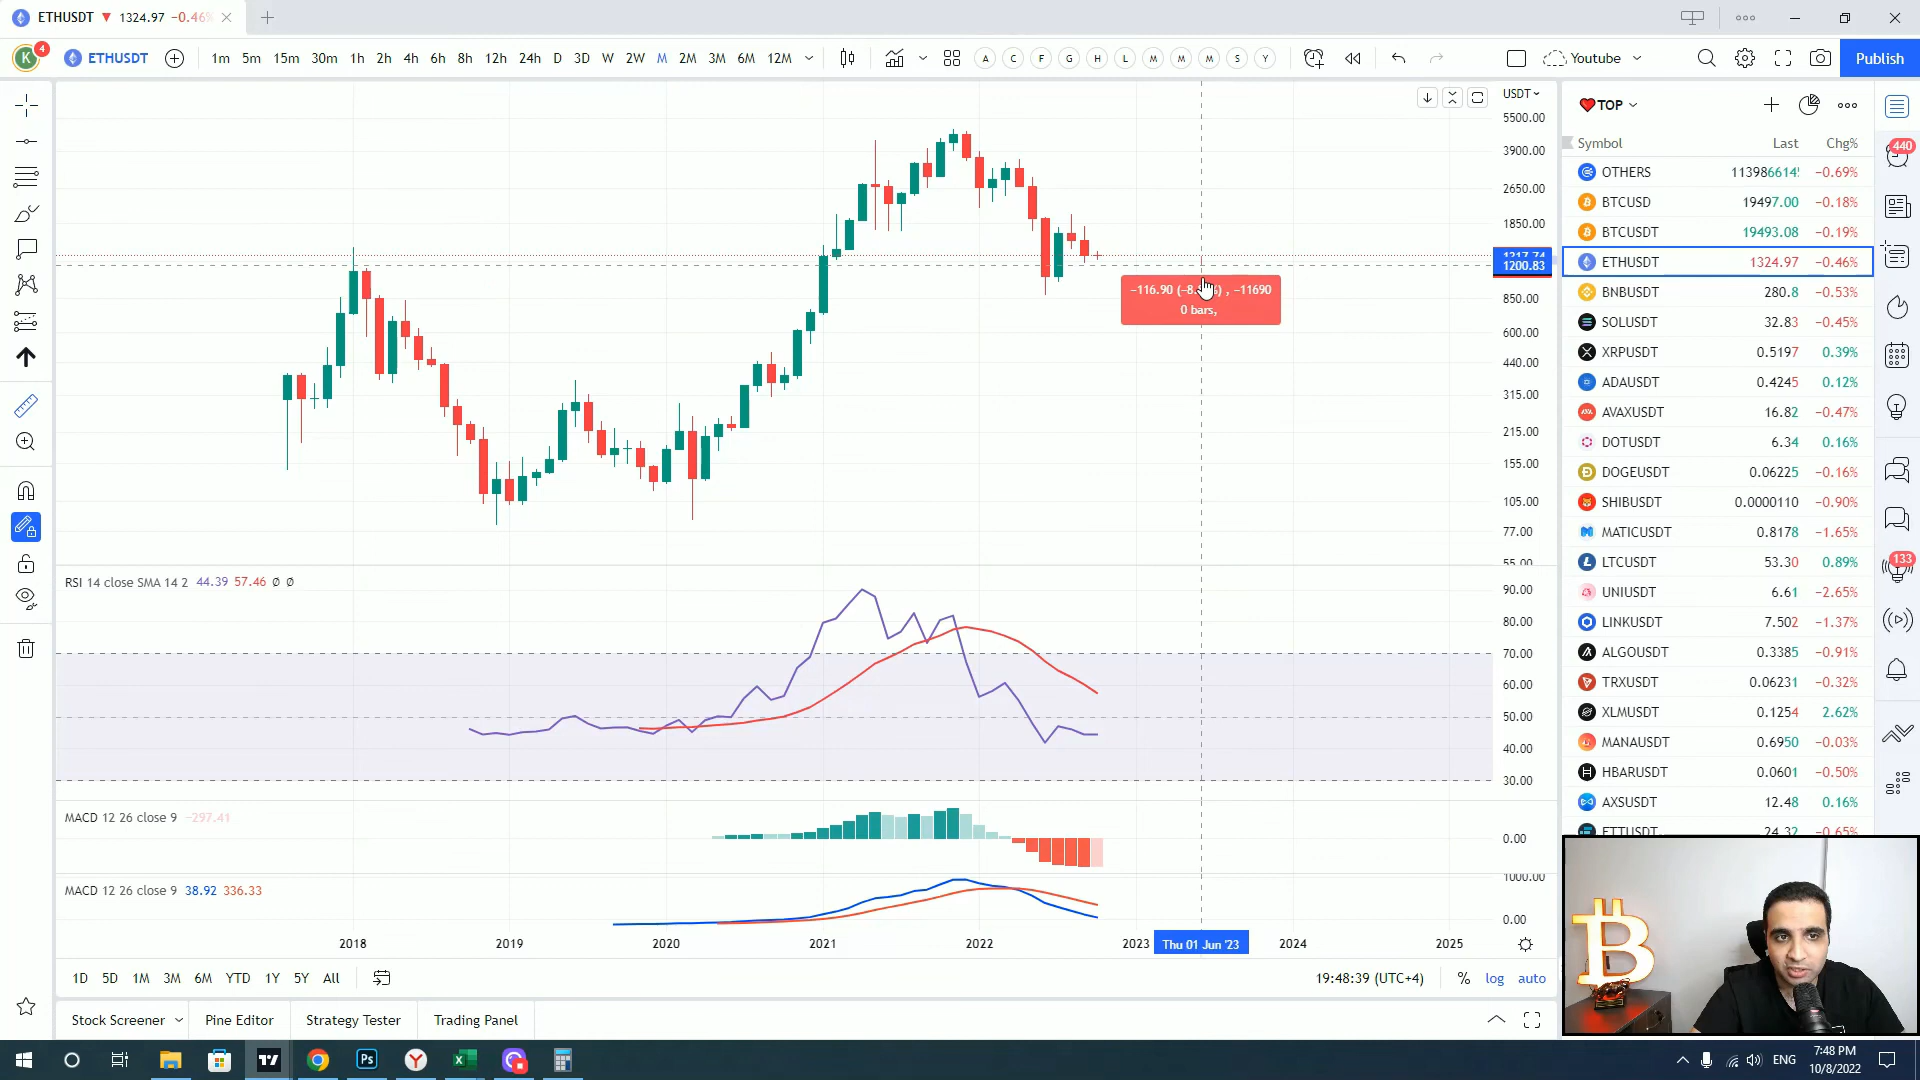 ETHUSDT ▼ 1324.97 −0.46%
K 4 ETHUSDT 1m 5m 15m 30m 1h 2h 4h 6h 8h 12h 24h D 3D W 2W M 2M 3M 6M 12M A C F G H L M M M S Y Youtube Publish
USDT
5500.00
3900.00
2650.00
1850.00
1200.83
850.00
600.00
440.00
315.00
215.00
155.00
105.00
77.00
55.00
−11690
0 bars,
RSI 14 close SMA 14 2 44.39 57.46 Ø Ø
90.00
80.00
70.00
60.00
50.00
40.00
30.00
MACD 12 26 close 9 −297.41
0.00
MACD 12 26 close 9 38.92 336.33
1000.00
0.00
2018 2019 2020 2021 2022 2023 Thu 01 Jun '23 2024 2025
1D 5D 1M 3M 6M YTD 1Y 5Y All
19:48:39 (UTC+4) % log auto
Stock Screener Pine Editor Strategy Tester Trading Panel
TOP
Symbol Last Chg%
OTHERS −0.69%
BTCUSD 19497.00 −0.18%
BTCUSDT 19493.08 −0.19%
ETHUSDT 1324.97 −0.46%
BNBUSDT 280.8 −0.53%
SOLUSDT 32.83 −0.45%
XRPUSDT 0.5197 0.39%
ADAUSDT 0.4245 0.12%
AVAXUSDT 16.82 −0.47%
DOTUSDT 6.34 0.16%
DOGEUSDT 0.06225 −0.16%
SHIBUSDT 0.0000110 −0.90%
MATICUSDT 0.8178 −1.65%
LTCUSDT 53.30 0.89%
UNIUSDT 6.61 −2.65%
LINKUSDT 7.502 −1.37%
ALGOUSDT 0.3385 −0.91%
TRXUSDT 0.06231 −0.32%
XLMUSDT 0.1254 2.62%
MANAUSDT 0.6950 −0.03%
HBARUSDT 0.0601 −0.50%
AXSUSDT 12.48 0.16%
24.32 −0.65%
440
133
Ps
ENG
7:48 PM
10/8/2022